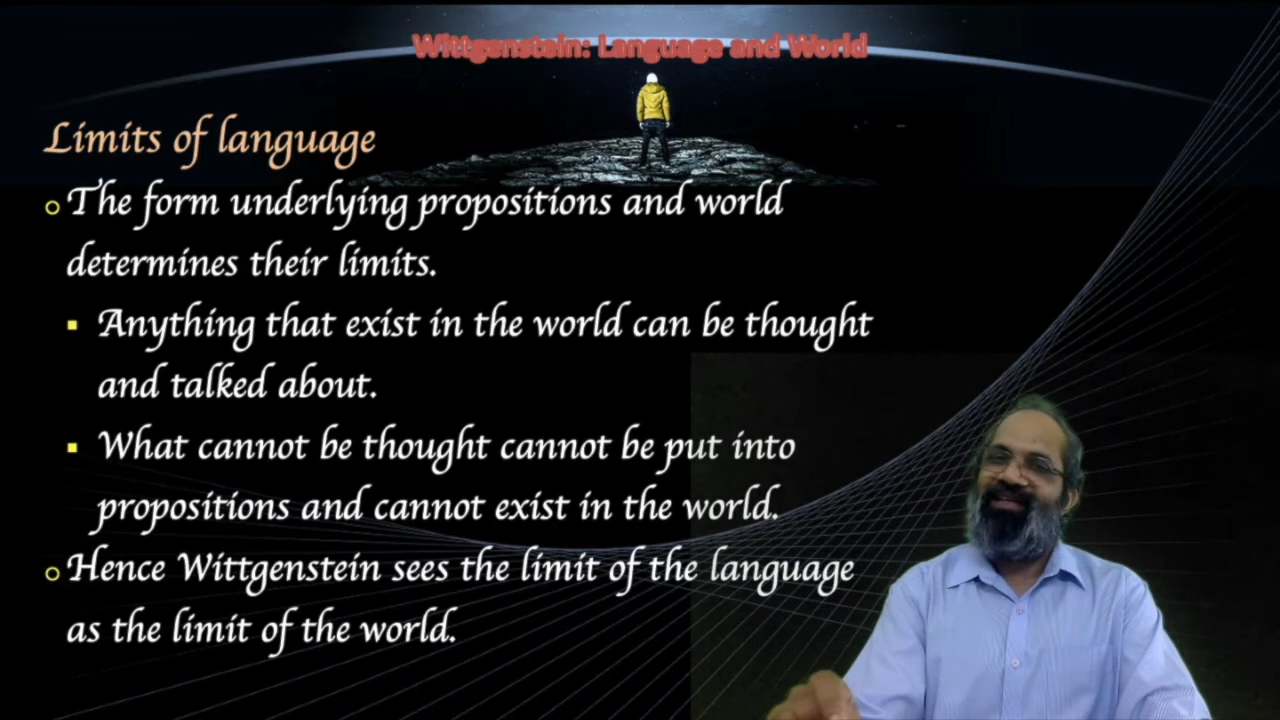 Wittgenstein: Language and World
Limits of language
The form underlying propositions and world
determines their limits.
Anything that exist in the world can be thought
and talked about.
What cannot be thought cannot be put into
propositions and cannot exist in the world.
Hence Wittgenstein sees the limit of the language
as the limit of the world.